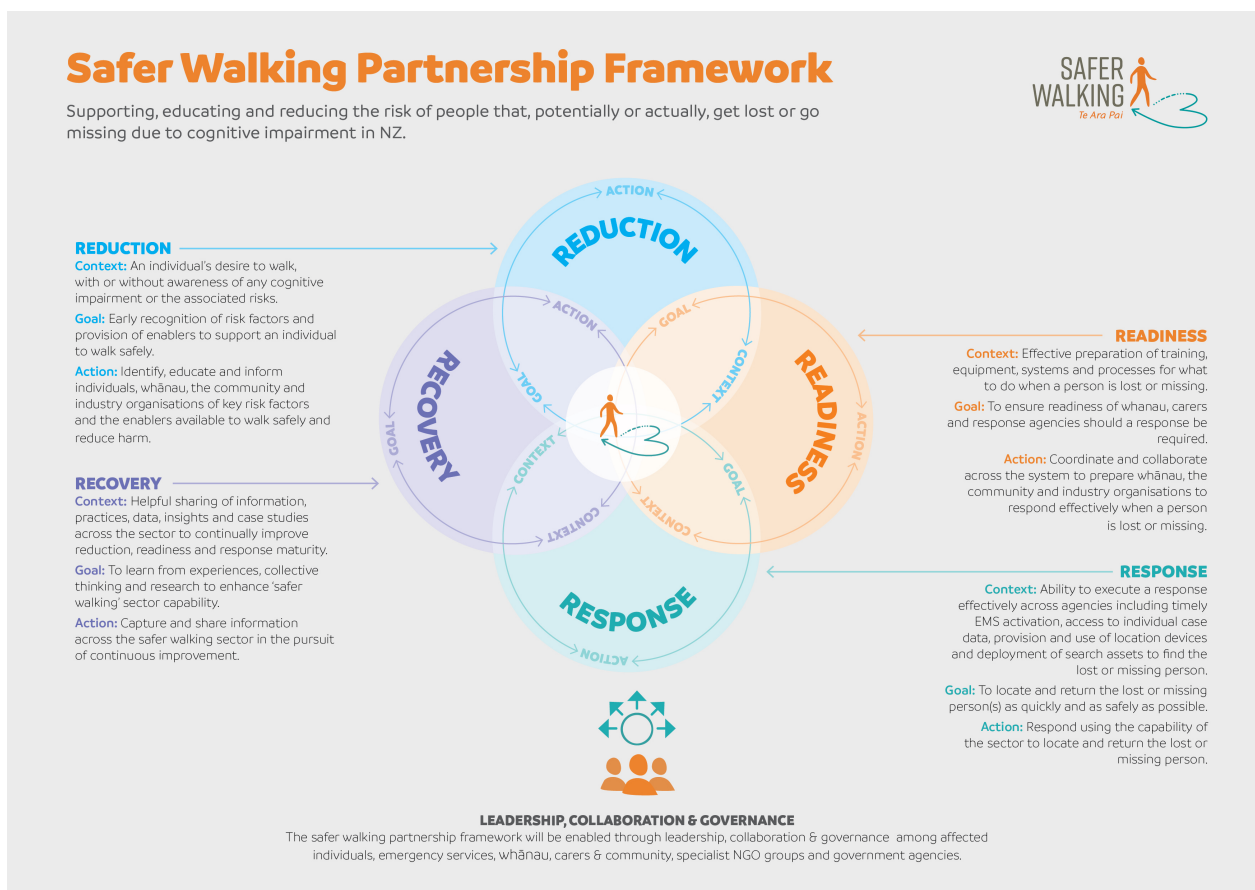 Safer Walking Partnership Framework
Supporting, educating and reducing the risk of people that, potentially or actually, get lost or go
missing due to cognitive impairment in NZ.
SAFER
WALKING
Te Ara Pai
REDUCTION
Context: An individual's desire to walk,
with or without awareness of any cognitive
impairment or the associated risks.
Goal: Early recognition of risk factors and
provision of enablers to support an individual
to walk safely.
Action: Identify, educate and inform
individuals, whānau, the community and
industry organisations of key risk factors
and the enablers available to walk safely and
reduce harm.
RECOVERY
Context: Helpful sharing of information,
practices, data, insights and case studies
across the sector to continually improve
reduction, readiness and response maturity.
Goal: To learn from experiences, collective
thinking and research to enhance 'safer
walking' sector capability.
Action: Capture and share information
across the safer walking sector in the pursuit
of continuous improvement.
ACTION
REDUCTION
CONTEXT
GOAL
GOAL
READINESS
ACTION
CONTEXT
GOAL
RESPONSE
ACTION
CONTEXT
ACTION
RECOVERY
GOAL
CONTEXT
READINESS
Context: Effective preparation of training,
equipment, systems and processes for what
to do when a person is lost or missing.
Goal: To ensure readiness of whanau, carers
and response agencies should a response be
required.
Action: Coordinate and collaborate
across the system to prepare whānau, the
community and industry organisations to
respond effectively when a person
is lost or missing.
RESPONSE
Context: Ability to execute a response
effectively across agencies including timely
EMS activation, access to individual case
data, provision and use of location devices
and deployment of search assets to find the
lost or missing person.
Goal: To locate and return the lost or missing
person(s) as quickly and as safely as possible.
Action: Respond using the capability of
the sector to locate and return the lost or
missing person.
LEADERSHIP, COLLABORATION & GOVERNANCE
The safer walking partnership framework will be enabled through leadership, collaboration & governance among affected
individuals, emergency services, whānau, carers & community, specialist NGO groups and government agencies.